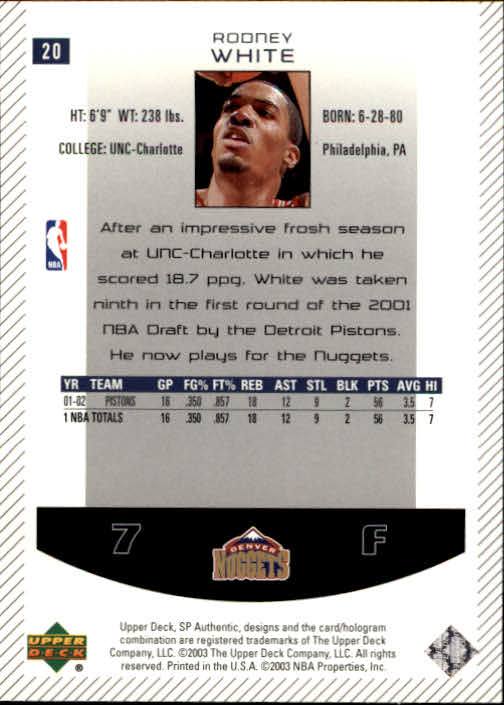 20
RODNEY
WHITE
HT: 6'9" WT: 238 lbs.
BORN: 6-28-80
COLLEGE: UNC-Charlotte
Philadelphia, PA
After an impressive frosh season
at UNC-Charlotte in which he
scored 18.7 ppg, White was taken
ninth in the first round of the 2001
NBA Draft by the Detroit Pistons.
He now plays for the Nuggets.
NBA
YR TEAM GP FG% FT% REB AST STL BLK PTS AVG HI
01-02 PISTONS 16 .350 .857 18 12 9 2 56 3.5 7
1 NBA TOTALS 16 .350 .857 18 12 9 2 56 3.5 7
7
DENVER
NUGGETS
F
UPPER
DECK
®
Upper Deck, SP Authentic, designs and the card/hologram
combination are registered trademarks of The Upper Deck
Company, LLC. ©2003 The Upper Deck Company, LLC. All rights
reserved. Printed in the U.S.A. ©2003 NBA Properties, Inc.